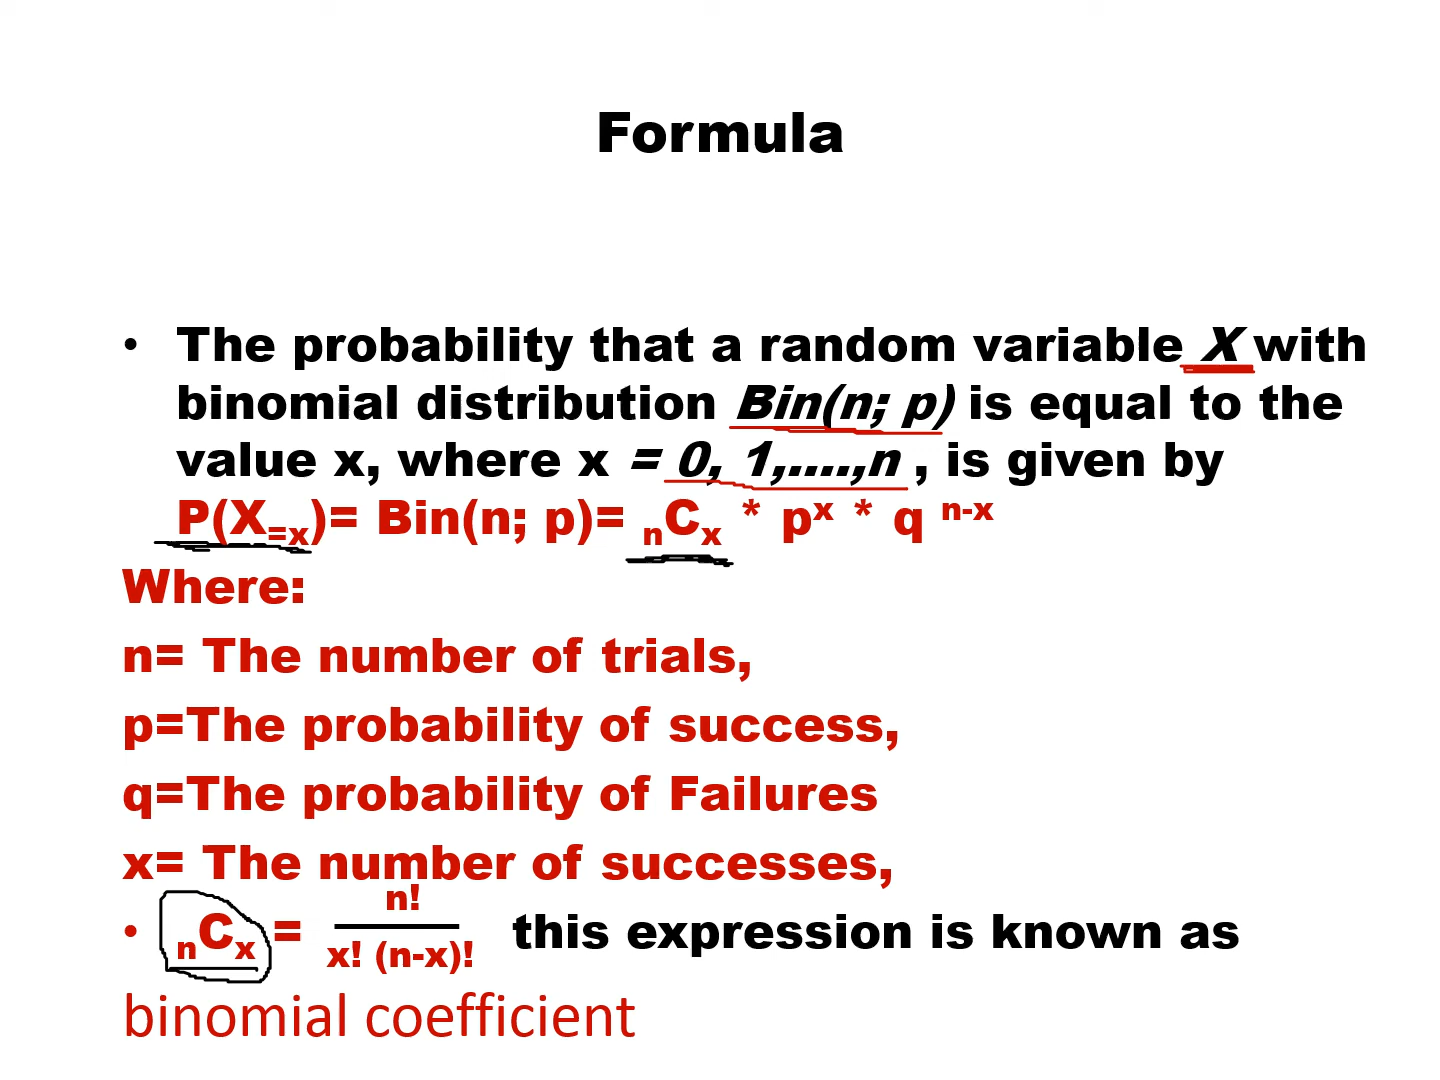 Formula
• The probability that a random variable X with
binomial distribution Bin(n; p) is equal to the
value x, where x = 0, 1,....,n , is given by
P(X=x)= Bin(n; p)= nCx * pˣ * q ⁿ⁻ˣ
Where:
n= The number of trials,
p=The probability of success,
q=The probability of Failures
x= The number of successes,
• nCx = n! / x! (n-x)! this expression is known as
binomial coefficient